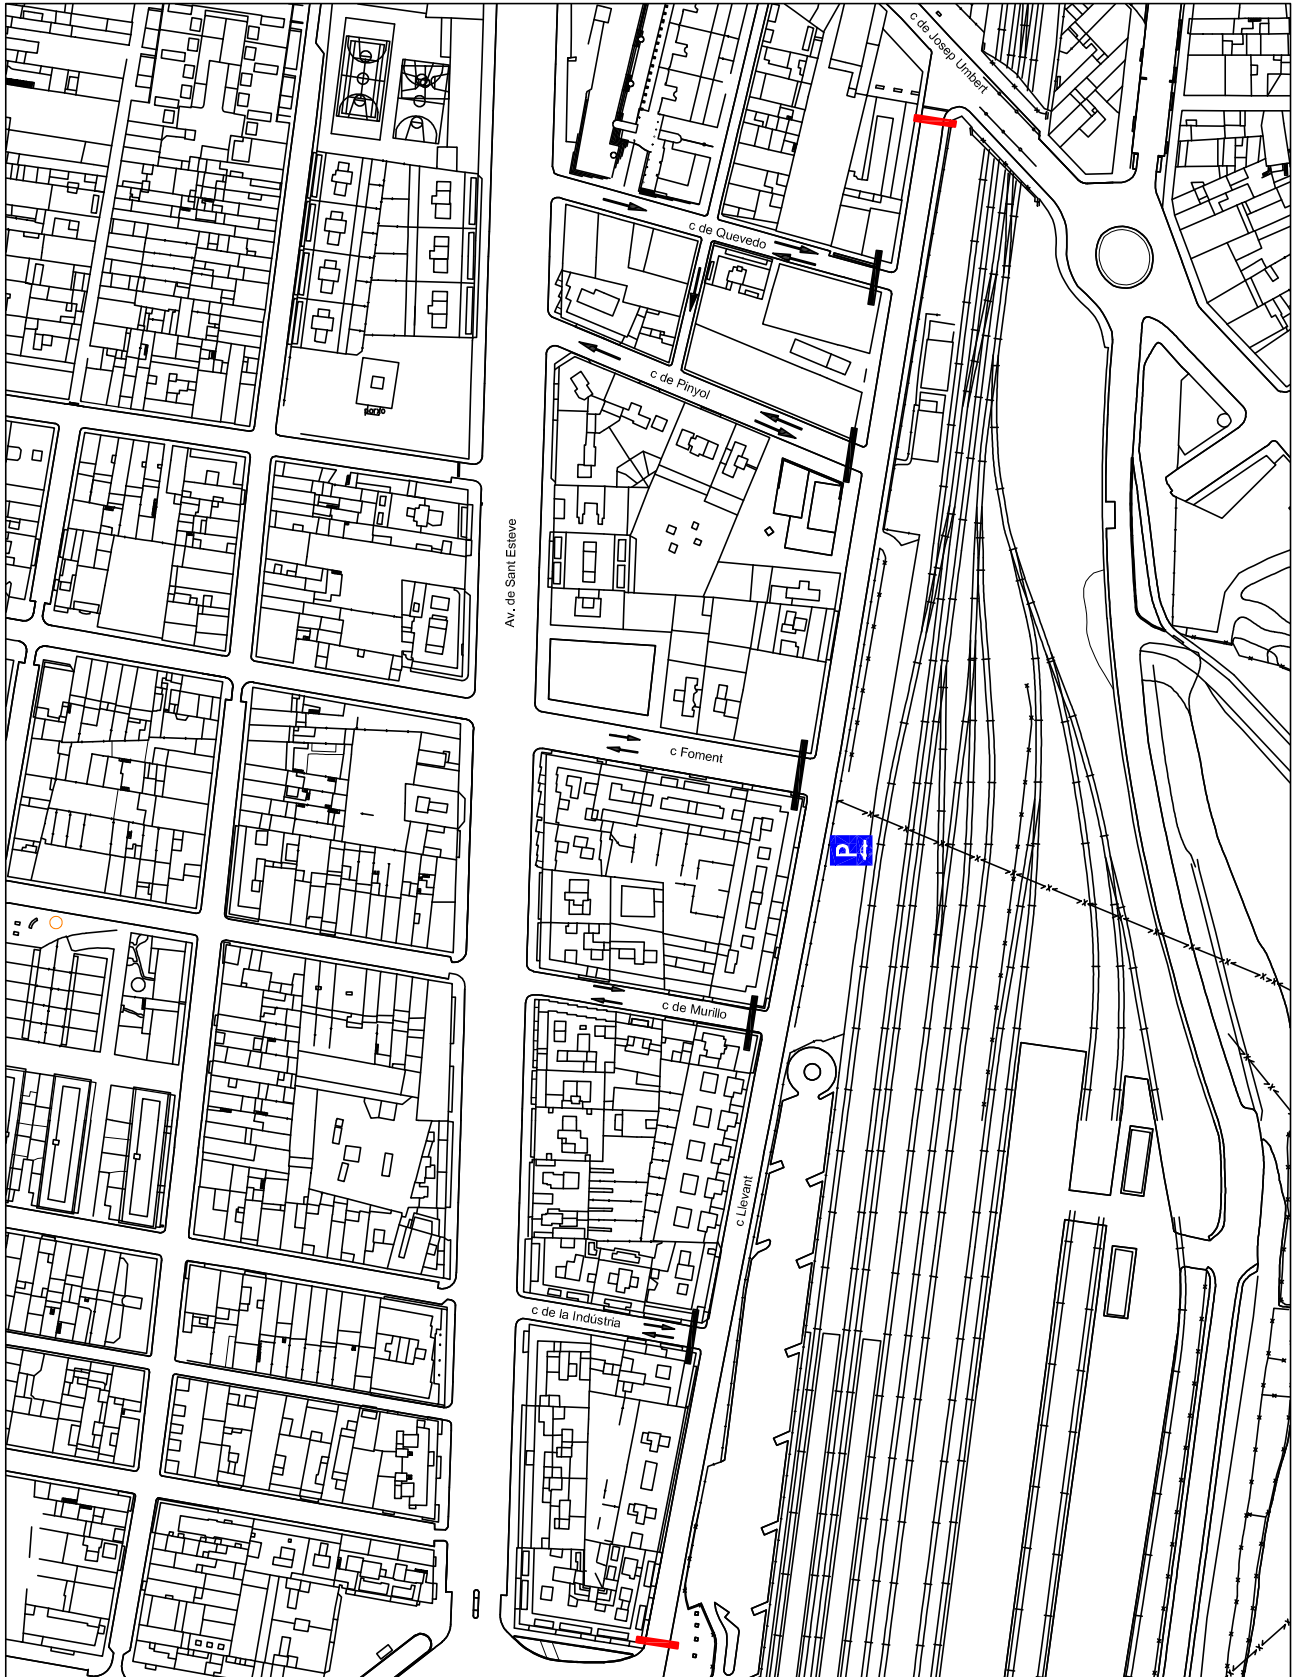 c de Josep Umbert
c de Quevedo
c de Pinyol
Av. de Sant Esteve
c Foment
P
c de Murillo
c Llevant
c de la Indústria